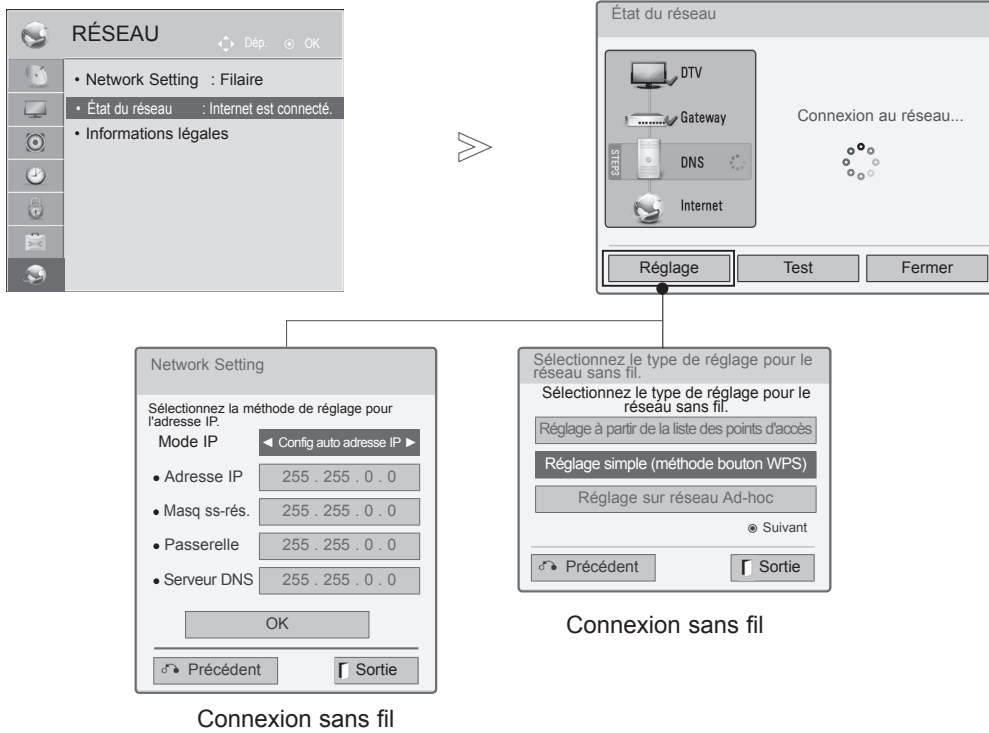 RÉSEAU
Dép. OK
• Network Setting : Filaire
• État du réseau : Internet est connecté.
• Informations légales
État du réseau
DTV
Gateway
STEP3
DNS
Internet
Connexion au réseau...
Réglage
Test
Fermer
Network Setting
Sélectionnez la méthode de réglage pour
l'adresse IP.
Mode IP ◄ Config auto adresse IP ►
• Adresse IP 255 . 255 . 0 . 0
• Masq ss-rés. 255 . 255 . 0 . 0
• Passerelle 255 . 255 . 0 . 0
• Serveur DNS 255 . 255 . 0 . 0
OK
Précédent
Sortie
Connexion sans fil
Sélectionnez le type de réglage pour le
réseau sans fil.
Sélectionnez le type de réglage pour le
réseau sans fil.
Réglage à partir de la liste des points d'accès
Réglage simple (méthode bouton WPS)
Réglage sur réseau Ad-hoc
◉ Suivant
Précédent
Sortie
Connexion sans fil